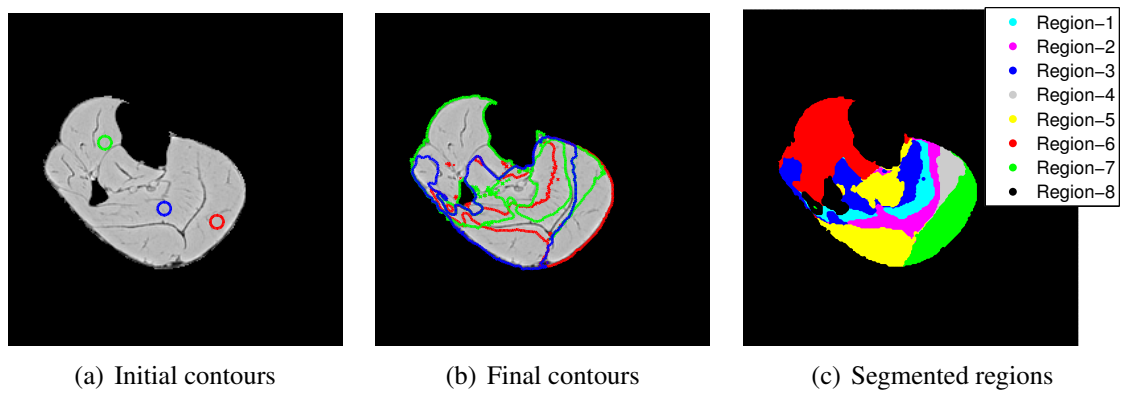 Region−1
Region−2
Region−3
Region−4
Region−5
Region−6
Region−7
Region−8
(a) Initial contours
(b) Final contours
(c) Segmented regions